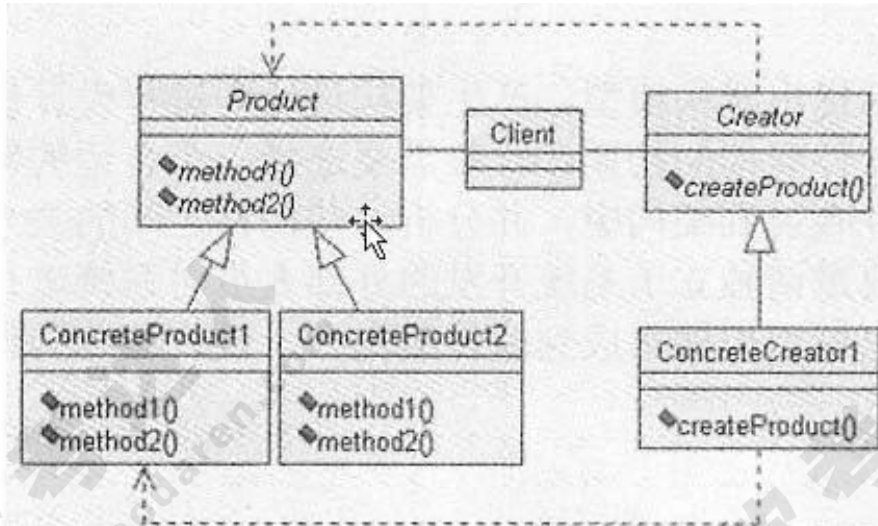 Product
method1()
method2()
Client
Creator
createProduct()
ConcreteProduct1
method1()
method2()
ConcreteProduct2
method1()
method2()
ConcreteCreator1
createProduct()